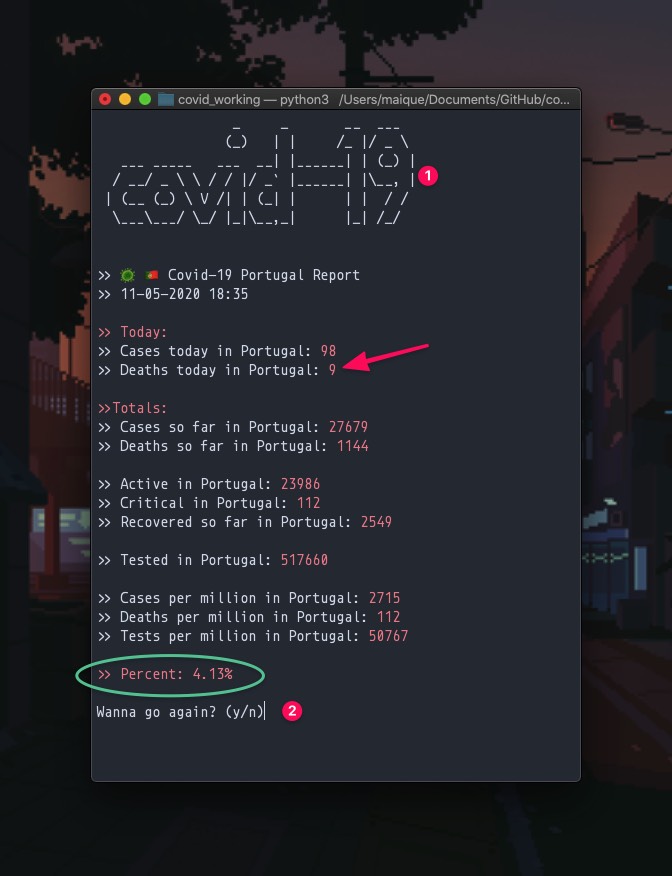 covid_working — python3 /Users/maique/Documents/GitHub/co...
covid-19
1
>> Covid-19 Portugal Report
>> 11-05-2020 18:35
>> Today:
>> Cases today in Portugal: 98
>> Deaths today in Portugal: 9
>>Totals:
>> Cases so far in Portugal: 27679
>> Deaths so far in Portugal: 1144
>> Active in Portugal: 23986
>> Critical in Portugal: 112
>> Recovered so far in Portugal: 2549
>> Tested in Portugal: 517660
>> Cases per million in Portugal: 2715
>> Deaths per million in Portugal: 112
>> Tests per million in Portugal: 50767
>> Percent: 4.13%
Wanna go again? (y/n)
2